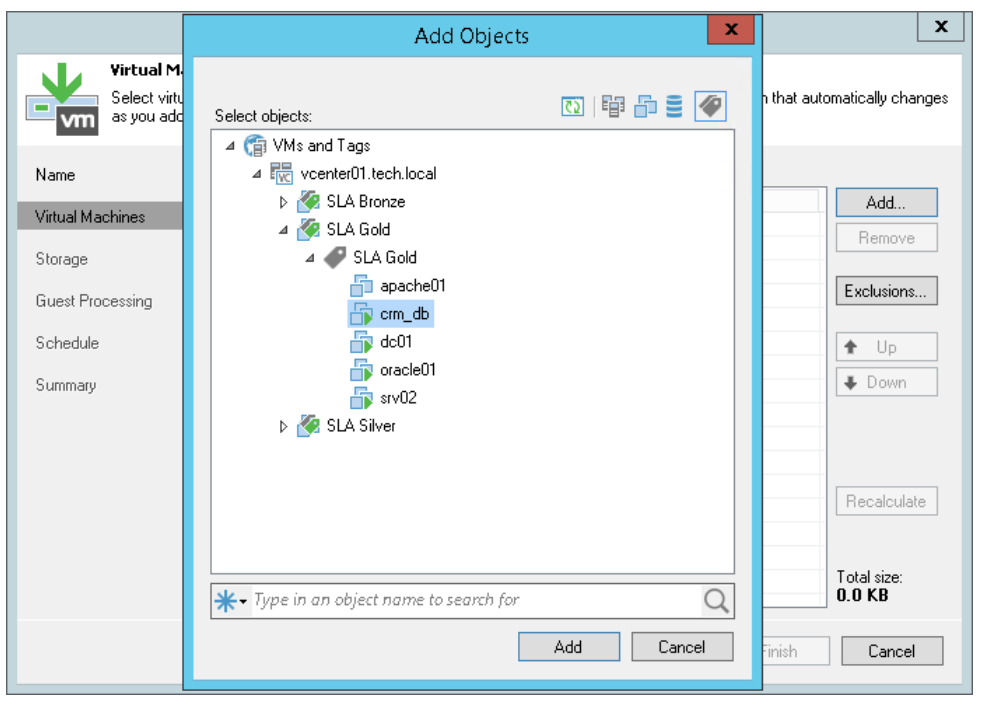 Add Objects
X
X
Virtual M
Select virtu
as you add
n that automatically changes
vm
Name
Virtual Machines
Storage
Guest Processing
Schedule
Summary
Select objects:
VMs and Tags
VC
vcenter01.tech.local
SLA Bronze
SLA Gold
SLA Gold
apache01
crm_db
dc01
oracle01
srv02
SLA Silver
Type in an object name to search for
Add
Cancel
Add...
Remove
Exclusions...
Up
Down
Recalculate
Total size:
0.0 KB
Finish
Cancel